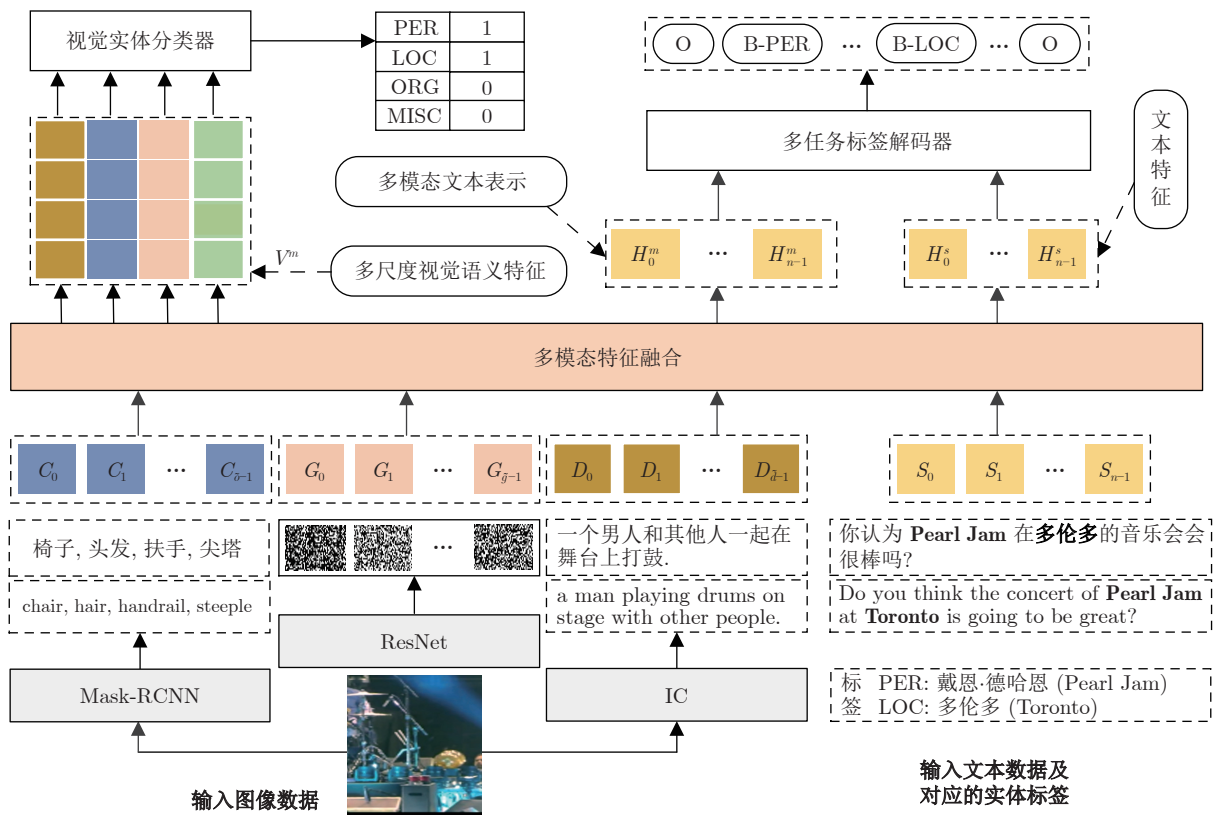 视觉实体分类器
PER 1
LOC 1
ORG 0
MISC 0
O B-PER ... B-LOC ... O
多任务标签解码器
文本特征
多模态文本表示
H_0^m ... H_{n-1}^m
H_0^s ... H_{n-1}^s
V^m
多尺度视觉语义特征
多模态特征融合
C_0 C_1 ... C_{õ-1}
G_0 G_1 ... G_{g̃-1}
D_0 D_1 ... D_{d̃-1}
S_0 S_1 ... S_{n-1}
椅子, 头发, 扶手, 尖塔
chair, hair, handrail, steeple
...
一个男人和其他人一起在
舞台上打鼓.
a man playing drums on
stage with other people.
你认为 Pearl Jam 在多伦多的音乐会会
很棒吗?
Do you think the concert of Pearl Jam
at Toronto is going to be great?
ResNet
Mask-RCNN
IC
标 PER: 戴恩·德哈恩 (Pearl Jam)
签 LOC: 多伦多 (Toronto)
输入图像数据
输入文本数据及
对应的实体标签